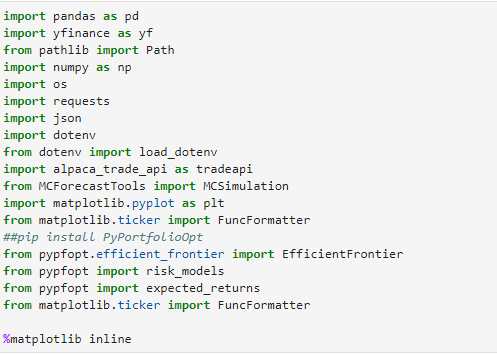 import pandas as pd
import yfinance as yf
from pathlib import Path
import numpy as np
import os
import requests
import json
import dotenv
from dotenv import load_dotenv
import alpaca_trade_api as tradeapi
from MCForecastTools import MCSimulation
import matplotlib.pyplot as plt
from matplotlib.ticker import FuncFormatter
##pip install PyPortfolioOpt
from pypfopt.efficient_frontier import EfficientFrontier
from pypfopt import risk_models
from pypfopt import expected_returns
from matplotlib.ticker import FuncFormatter
%matplotlib inline